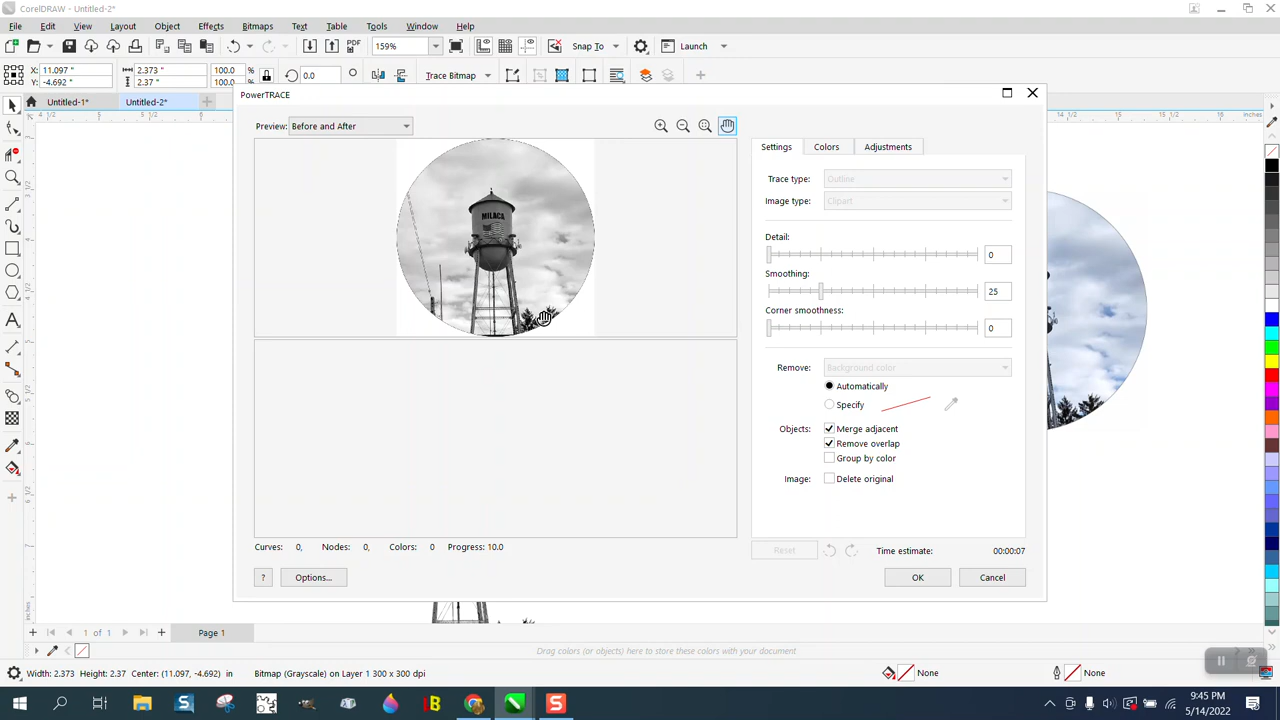 CorelDRAW - Untitled-2*
File Edit View Layout Object Effects Bitmaps Text Table Tools Window Help
PDF 159% Snap To Launch
X: 11.097 " 2.373 " 100.0 % 0.0 Trace Bitmap
Y: -4.692 " 2.37 " 100.0 %
Untitled-1* Untitled-2*
PowerTRACE
Preview: Before and After
MILACA
Settings Colors Adjustments
Trace type: Outline
Image type: Clipart
Detail: 0
Smoothing: 25
Corner smoothness: 0
Remove: Background color
Automatically
Specify
Objects: Merge adjacent
Remove overlap
Group by color
Image: Delete original
Curves: 0, Nodes: 0, Colors: 0 Progress: 10.0
Reset Time estimate: 00:00:07
? Options... OK Cancel
1 of 1 Page 1
Drag colors (or objects) here to store these colors with your document
Width: 2.373 Height: 2.37 Center: (11.097, -4.692) in Bitmap (Grayscale) on Layer 1 300 x 300 dpi None None
9:45 PM
5/14/2022